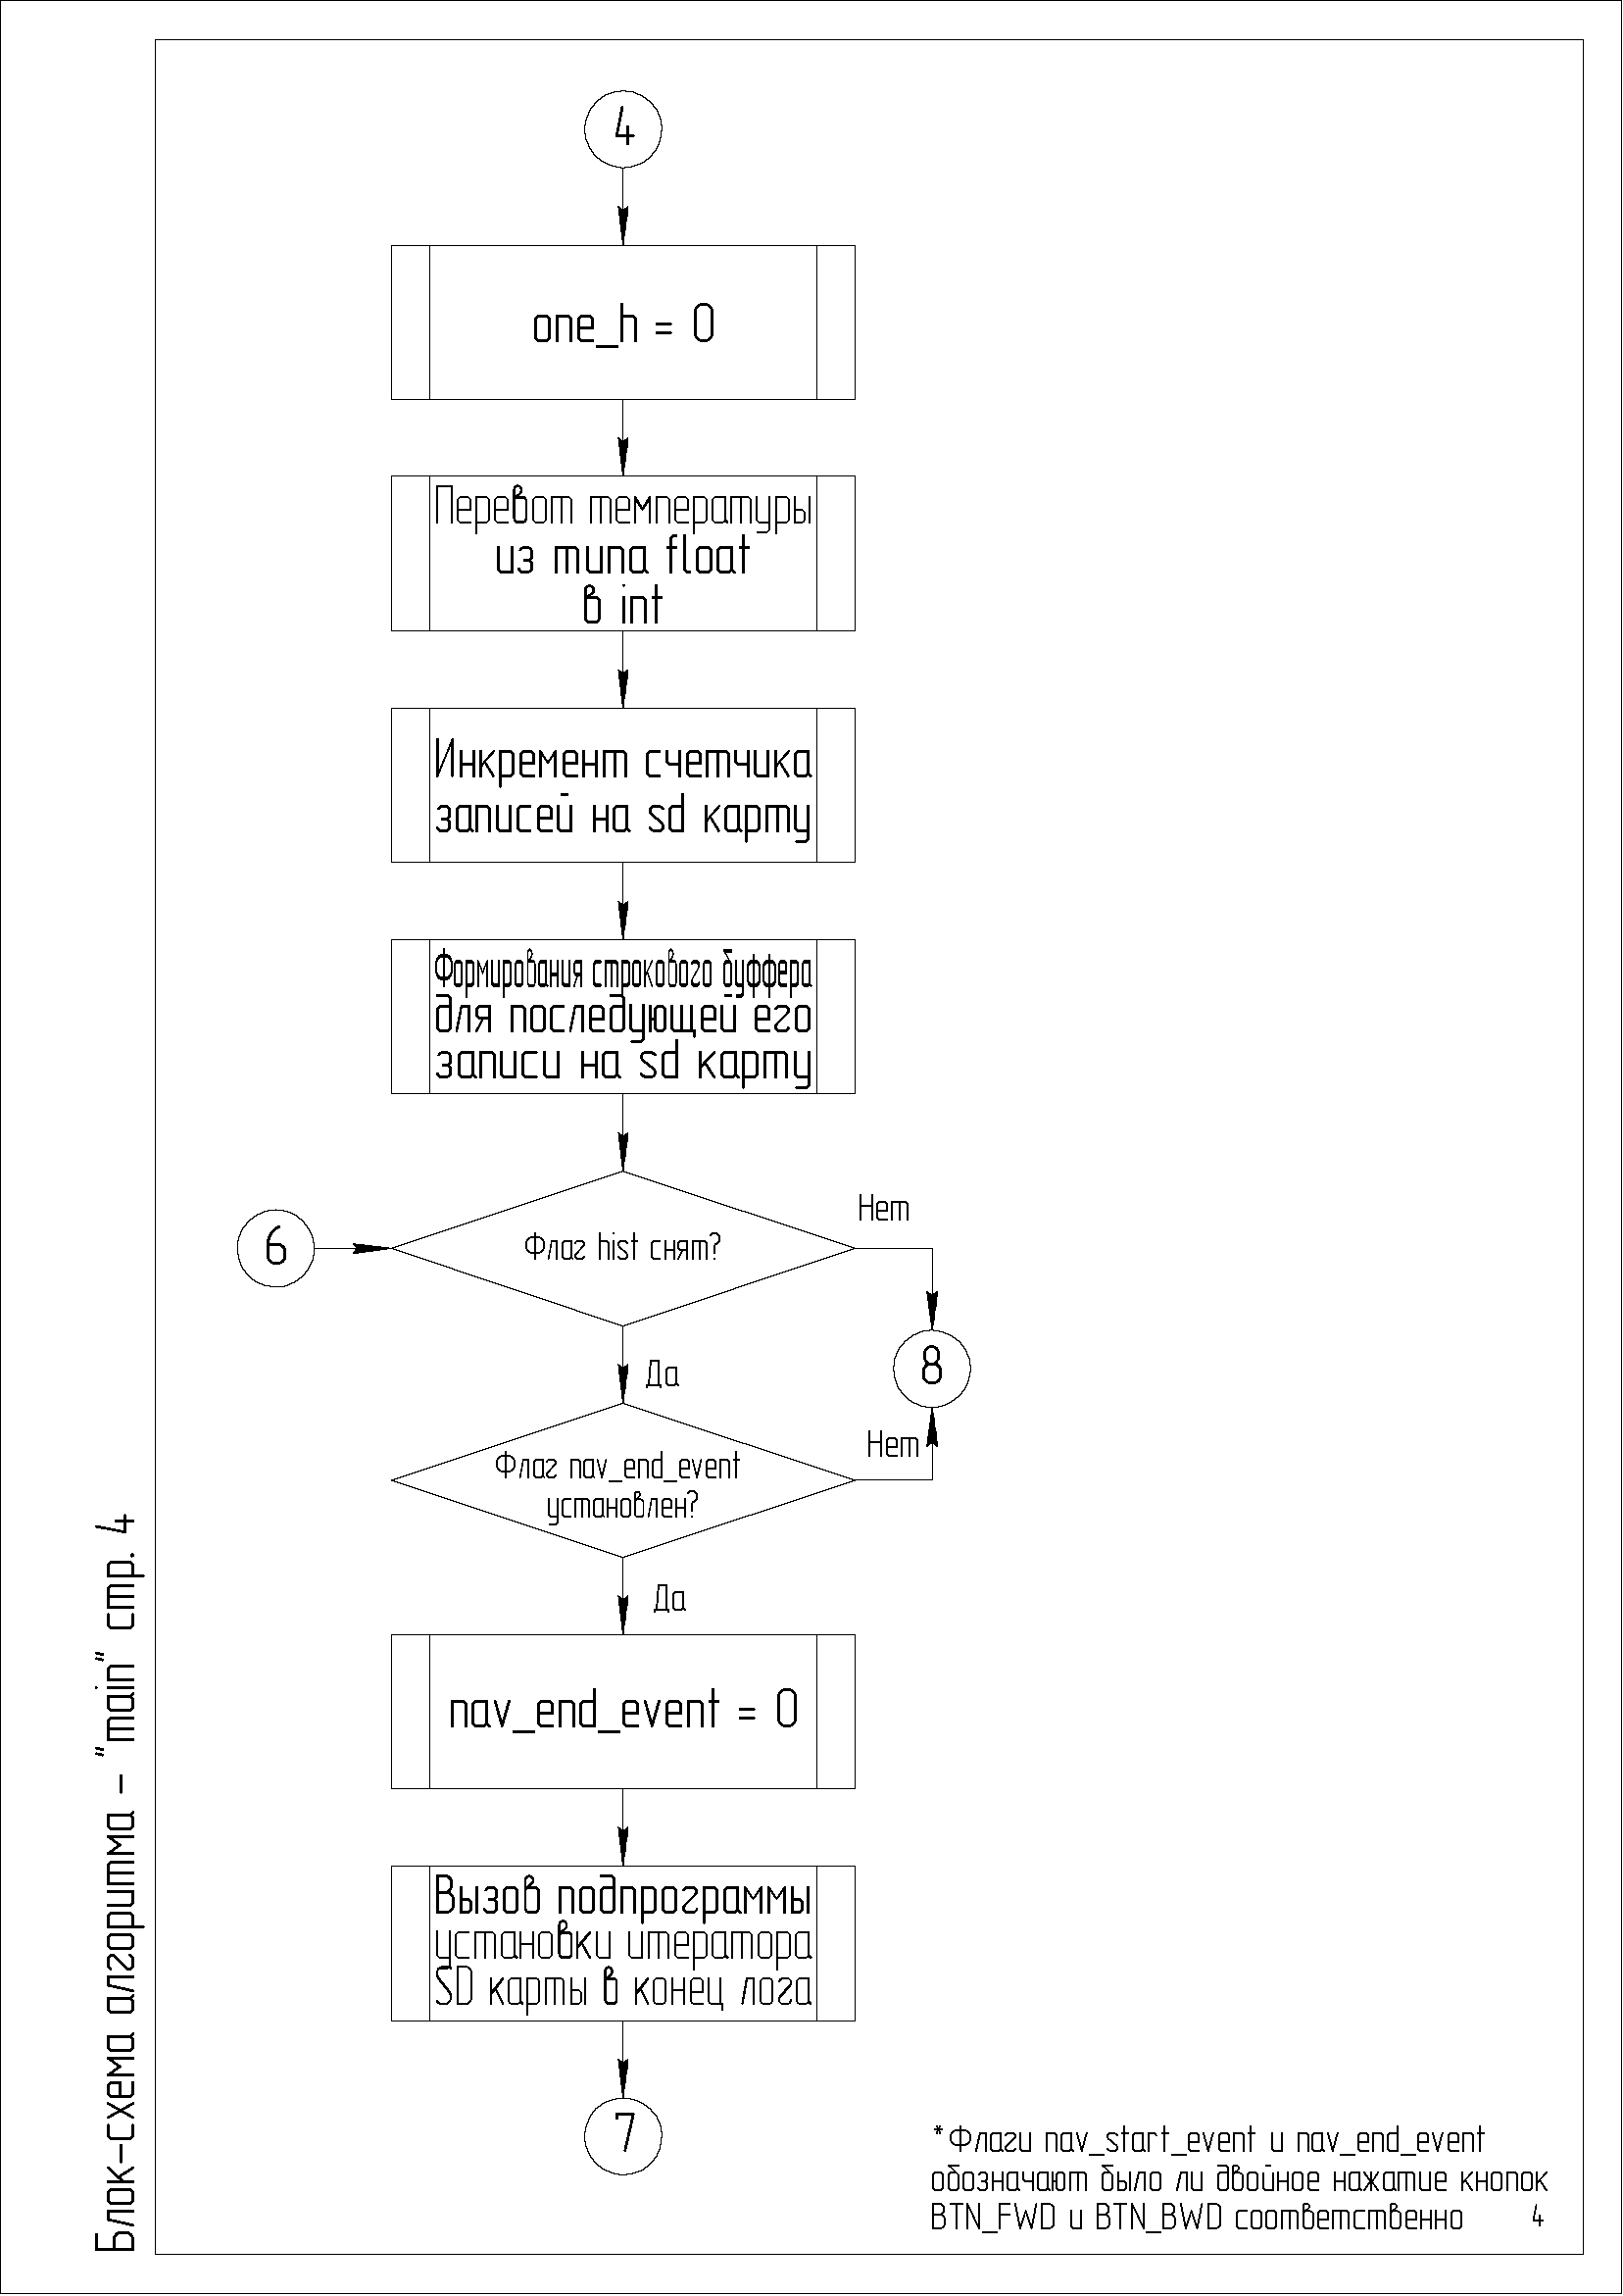 Блок-схема алгоритма - "main" стр. 4
4
one_h = 0
Перевот температуры
из типа float
в int
Инкремент счетчика
записей на sd карту
Формирования строкового буффера
для последующей его
записи на sd карту
6
Флаг hist снят?
Нет
Да
8
Флаг nav_end_event
установлен?
Нет
Да
nav_end_event = 0
Вызов подпрограммы
установки итератора
SD карты в конец лога
7
*Флаги nav_start_event и nav_end_event
обозначают было ли двойное нажатие кнопок
BTN_FWD и BTN_BWD соответственно
4